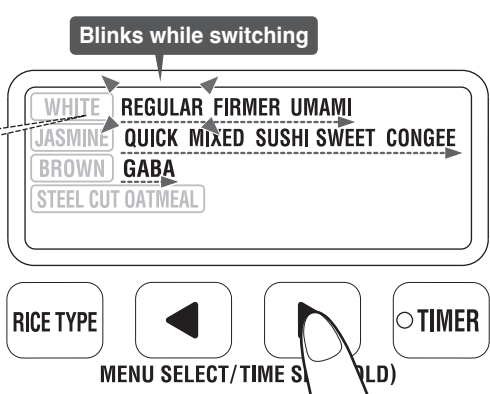 Blinks while switching
WHITE REGULAR FIRMER UMAMI
JASMINE QUICK MIXED SUSHI SWEET CONGEE
BROWN GABA
STEEL CUT OATMEAL
RICE TYPE
TIMER
MENU SELECT/TIME